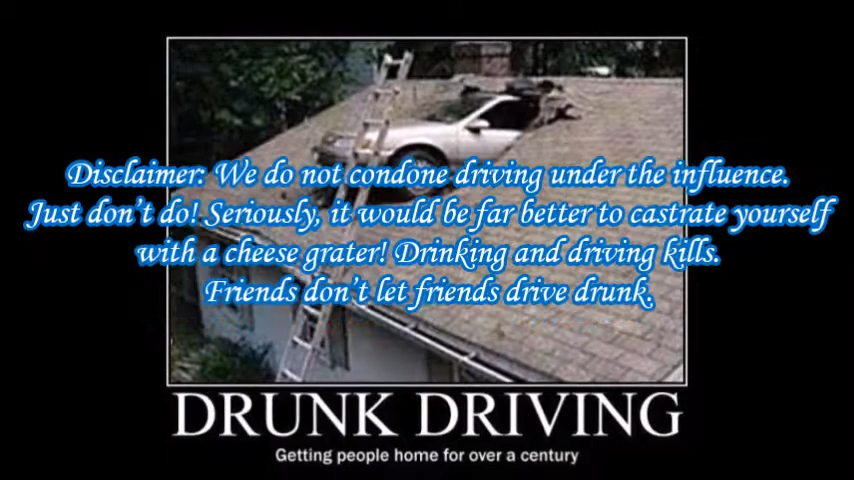 Disclaimer: We do not condone driving under the influence.
Just don't do! Seriously, it would be far better to castrate yourself
with a cheese grater! Drinking and driving kills.
Friends don't let friends drive drunk.
DRUNK DRIVING
Getting people home for over a century